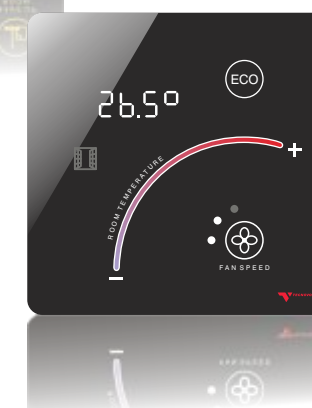 ECO
26.5°
+
ROOM TEMPERATURE
FAN SPEED
−